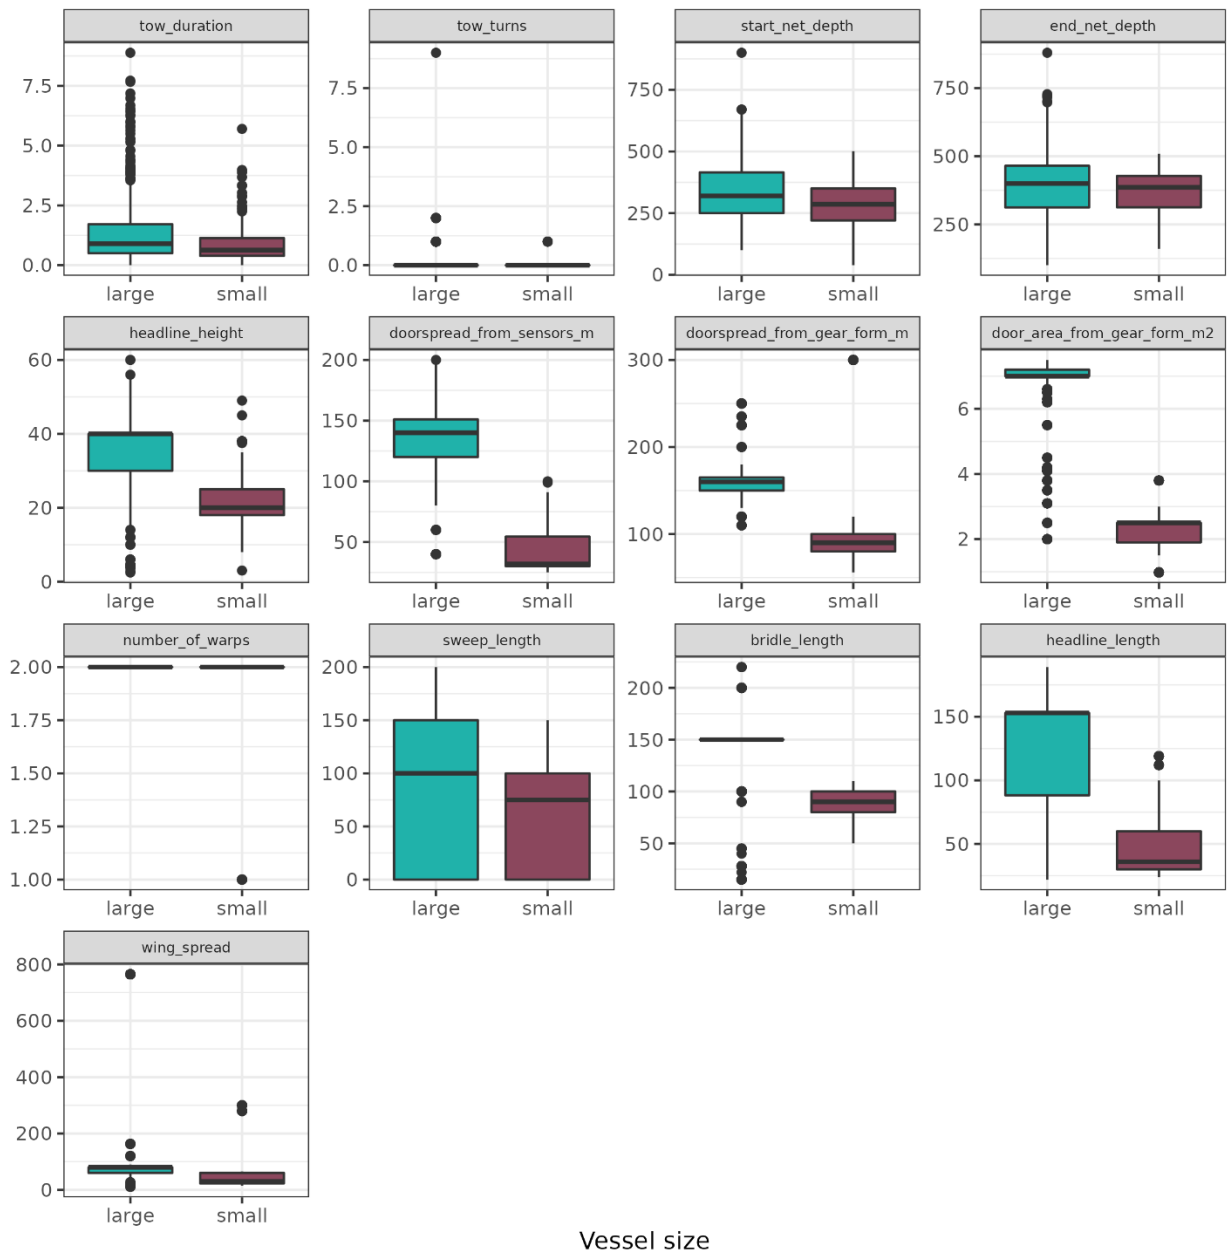 tow_duration tow_turns start_net_depth end_net_depth
7.5 5.0 2.5 0.0
7.5 5.0 2.5 0.0
750 500 250 0
750 500 250
large small large small large small large small
headline_height doorspread_from_sensors_m doorspread_from_gear_form_m door_area_from_gear_form_m2
60 40 20 0
200 150 100 50
300 200 100
6 4 2
large small large small large small large small
number_of_warps sweep_length bridle_length headline_length
2.00 1.75 1.50 1.25 1.00
200 150 100 50 0
200 150 100 50
150 100 50
large small large small large small large small
wing_spread
800 600 400 200 0
large small
Vessel size